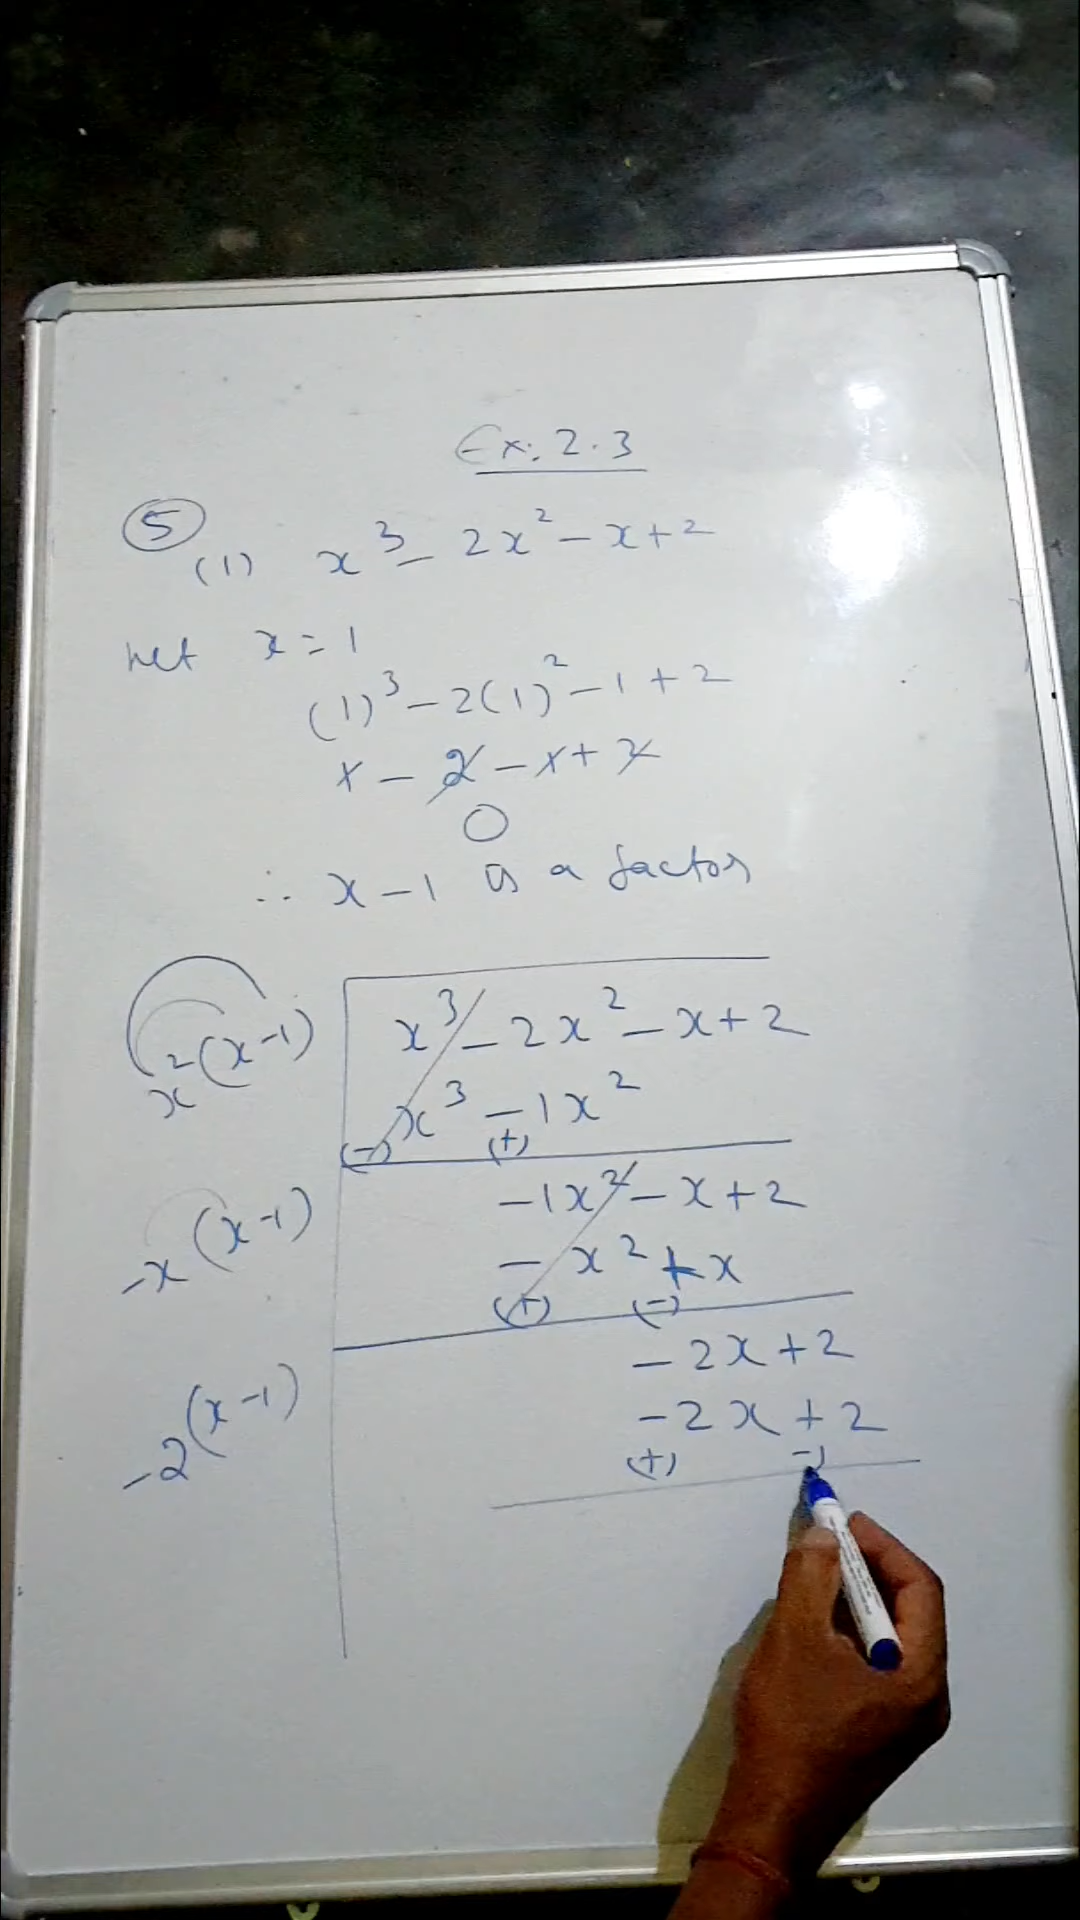 Ex. 2.3
5
(1) x³ - 2x² - x + 2
Let x = 1
(1)³ - 2(1)² - 1 + 2
1 - 2 - 1 + 2
0
∴ x - 1 is a factor
x²(x-1) x³ - 2x² - x + 2
x³ - 1x²
(-) (+)
-1x² - x + 2
-x(x-1) - x² + x
(+) (-)
-2x + 2
-2(x-1) -2x + 2
(+) -)